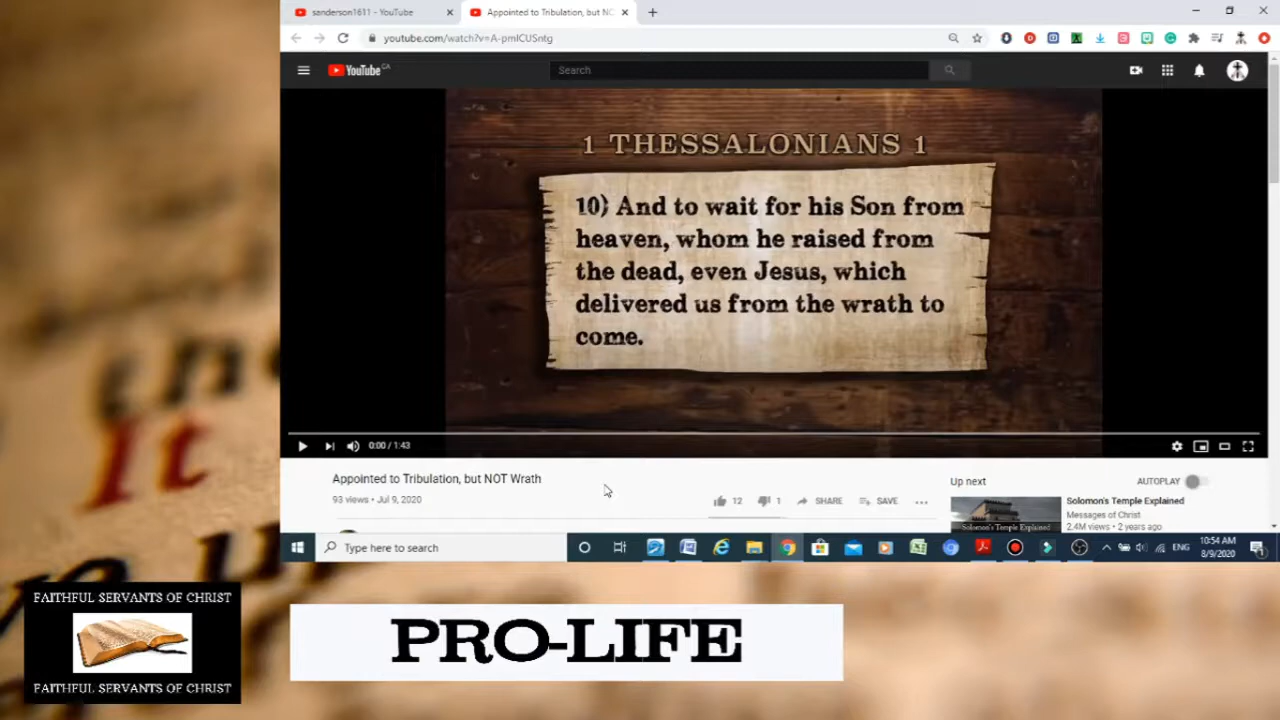 sanderson1611 - YouTube
Appointed to Tribulation, but NO
youtube.com/watch?v=A-pmICUSntg
YouTube CA
Search
1 THESSALONIANS 1
10) And to wait for his Son from
heaven, whom he raised from
the dead, even Jesus, which
delivered us from the wrath to
come.
0:00 / 1:43
Appointed to Tribulation, but NOT Wrath
93 views • Jul 9, 2020
12
1
SHARE
SAVE
Up next
AUTOPLAY
Solomon's Temple Explained
Solomon's Temple Explained
Messages of Christ
2.4M views • 2 years ago
Type here to search
ENG
10:54 AM
8/9/2020
It
FAITHFUL SERVANTS OF CHRIST
FAITHFUL SERVANTS OF CHRIST
PRO-LIFE